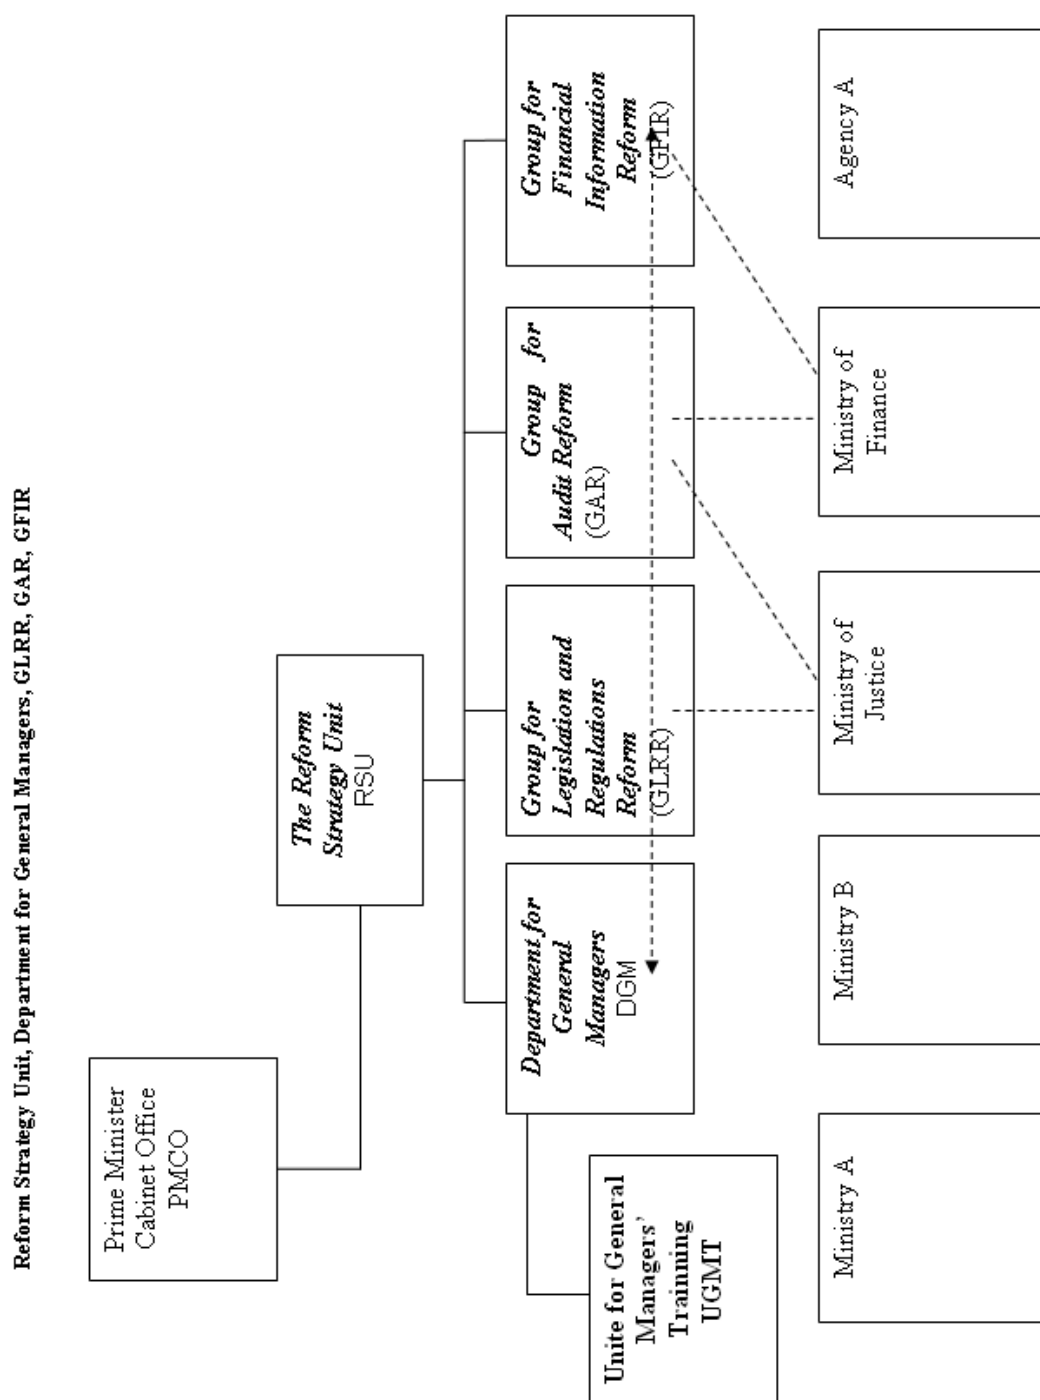 Reform Strategy Unit, Department for General Managers, GLRR, GAR, GFIR
Prime Minister
Cabinet Office
PMCO
The Reform
Strategy Unit
RSU
Department for
General
Managers
DGM
Group for
Legislation and
Regulations
Reform
(GLRR)
Group for
Audit Reform
(GAR)
Group for
Financial
Information
Reform
(GFIR)
Unite for General
Managers’
Trainning
UGMT
Ministry A
Ministry B
Ministry of
Justice
Ministry of
Finance
Agency A